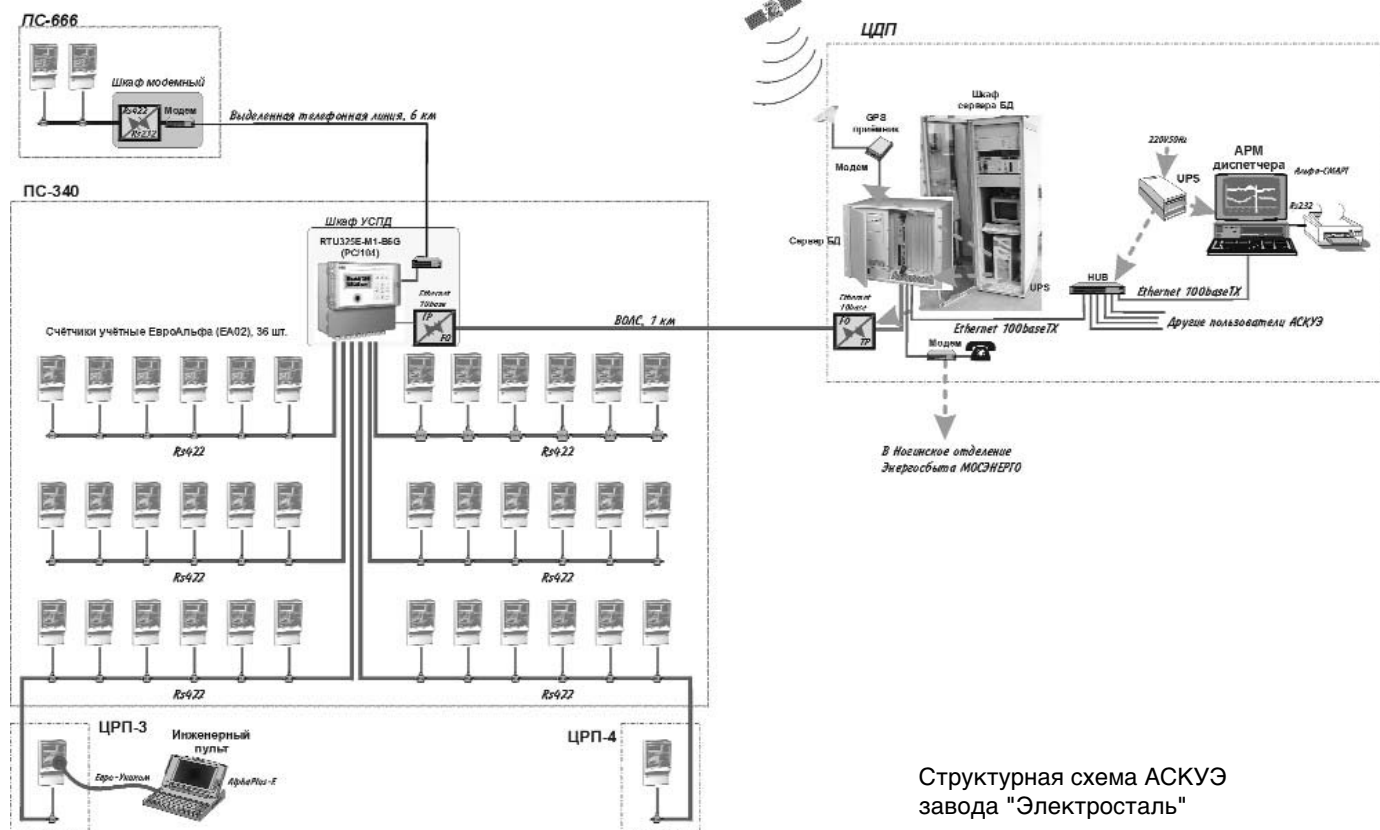 ПС-666
Шкаф модемный
Rs422
Rs232
Модем
Выделенная телефонная линия, 6 км
ПС-340
Шкаф УСПД
RTU325E-M1-B6G
(PC/104)
Ethernet
10base
TP
FO
Счётчики учётные ЕвроАльфа (EA02), 36 шт.
Rs422
Rs422
Rs422
Rs422
Rs422
Rs422
ЦРП-3
Инженерный
пульт
Евро-Уником
AlphaPlus-E
ЦРП-4
ВОЛС, 1 км
ЦДП
Шкаф
сервера БД
GPS
приёмник
Модем
Сервер БД
UPS
Ethernet
10base
FO
TP
220V50Hz
UPS
АРМ
диспетчера
Альфа-СМАРТ
Rs232
HUB
Ethernet 100baseTX
Ethernet 100baseTX
Другие пользователи АСКУЭ
Модем
В Ногинское отделение
Энергосбыта МОСЭНЕРГО
Структурная схема АСКУЭ
завода "Электросталь"